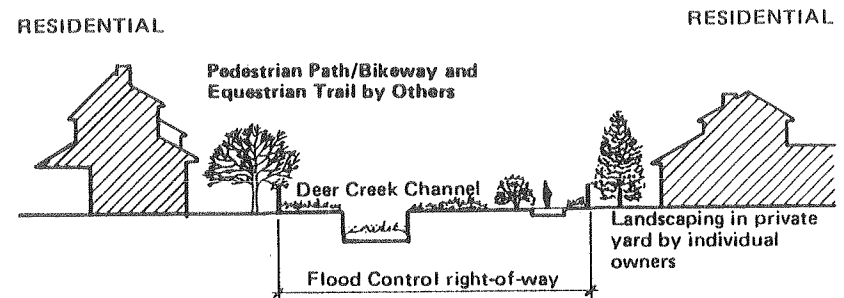 RESIDENTIAL
RESIDENTIAL
Pedestrian Path/Bikeway and
Equestrian Trail by Others
Deer Creek Channel
Landscaping in private
yard by individual
owners
Flood Control right-of-way